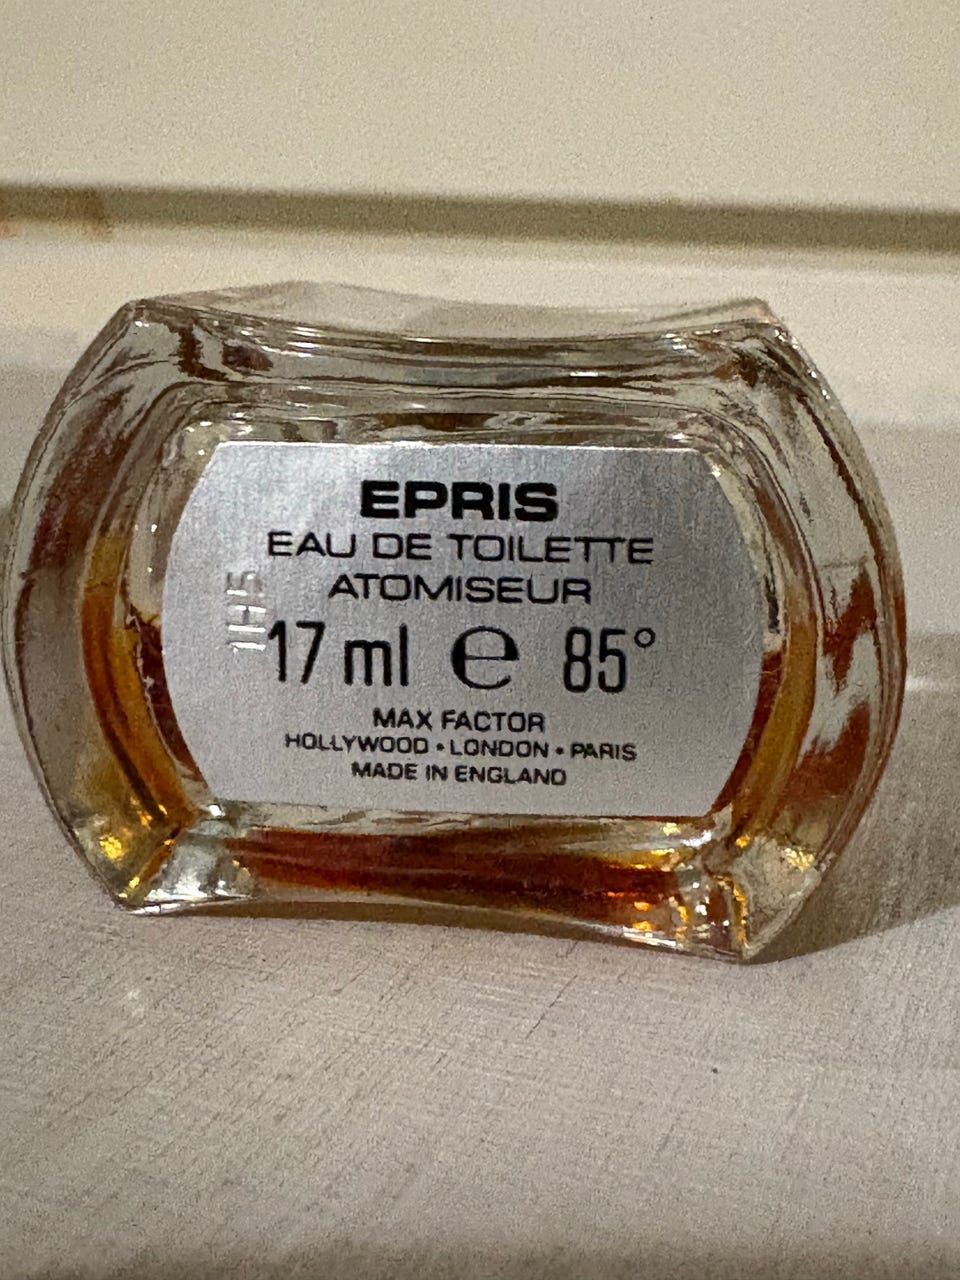 EPRIS
EAU DE TOILETTE
ATOMISEUR
17 ml ℮ 85°
MAX FACTOR
HOLLYWOOD • LONDON • PARIS
MADE IN ENGLAND